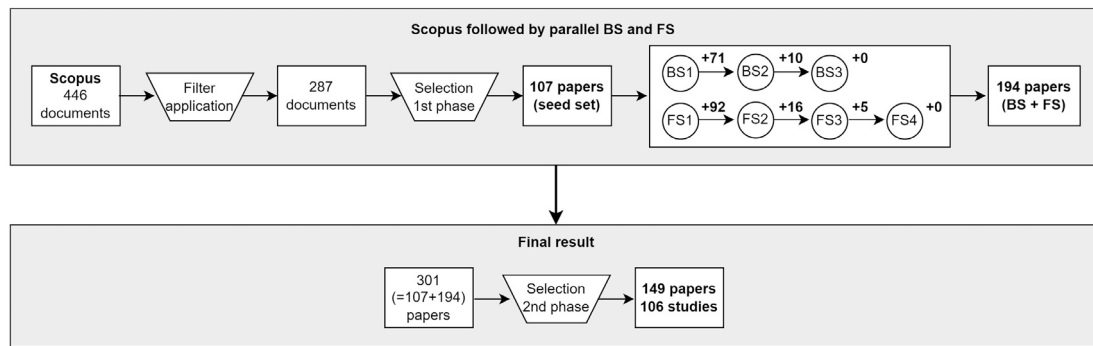 Scopus followed by parallel BS and FS
Scopus
446
documents
Filter
application
287
documents
Selection
1st phase
107 papers
(seed set)
BS1
+71
BS2
+10
BS3
+0
FS1
+92
FS2
+16
FS3
+5
FS4
+0
194 papers
(BS + FS)
Final result
301
(=107+194)
papers
Selection
2nd phase
149 papers
106 studies